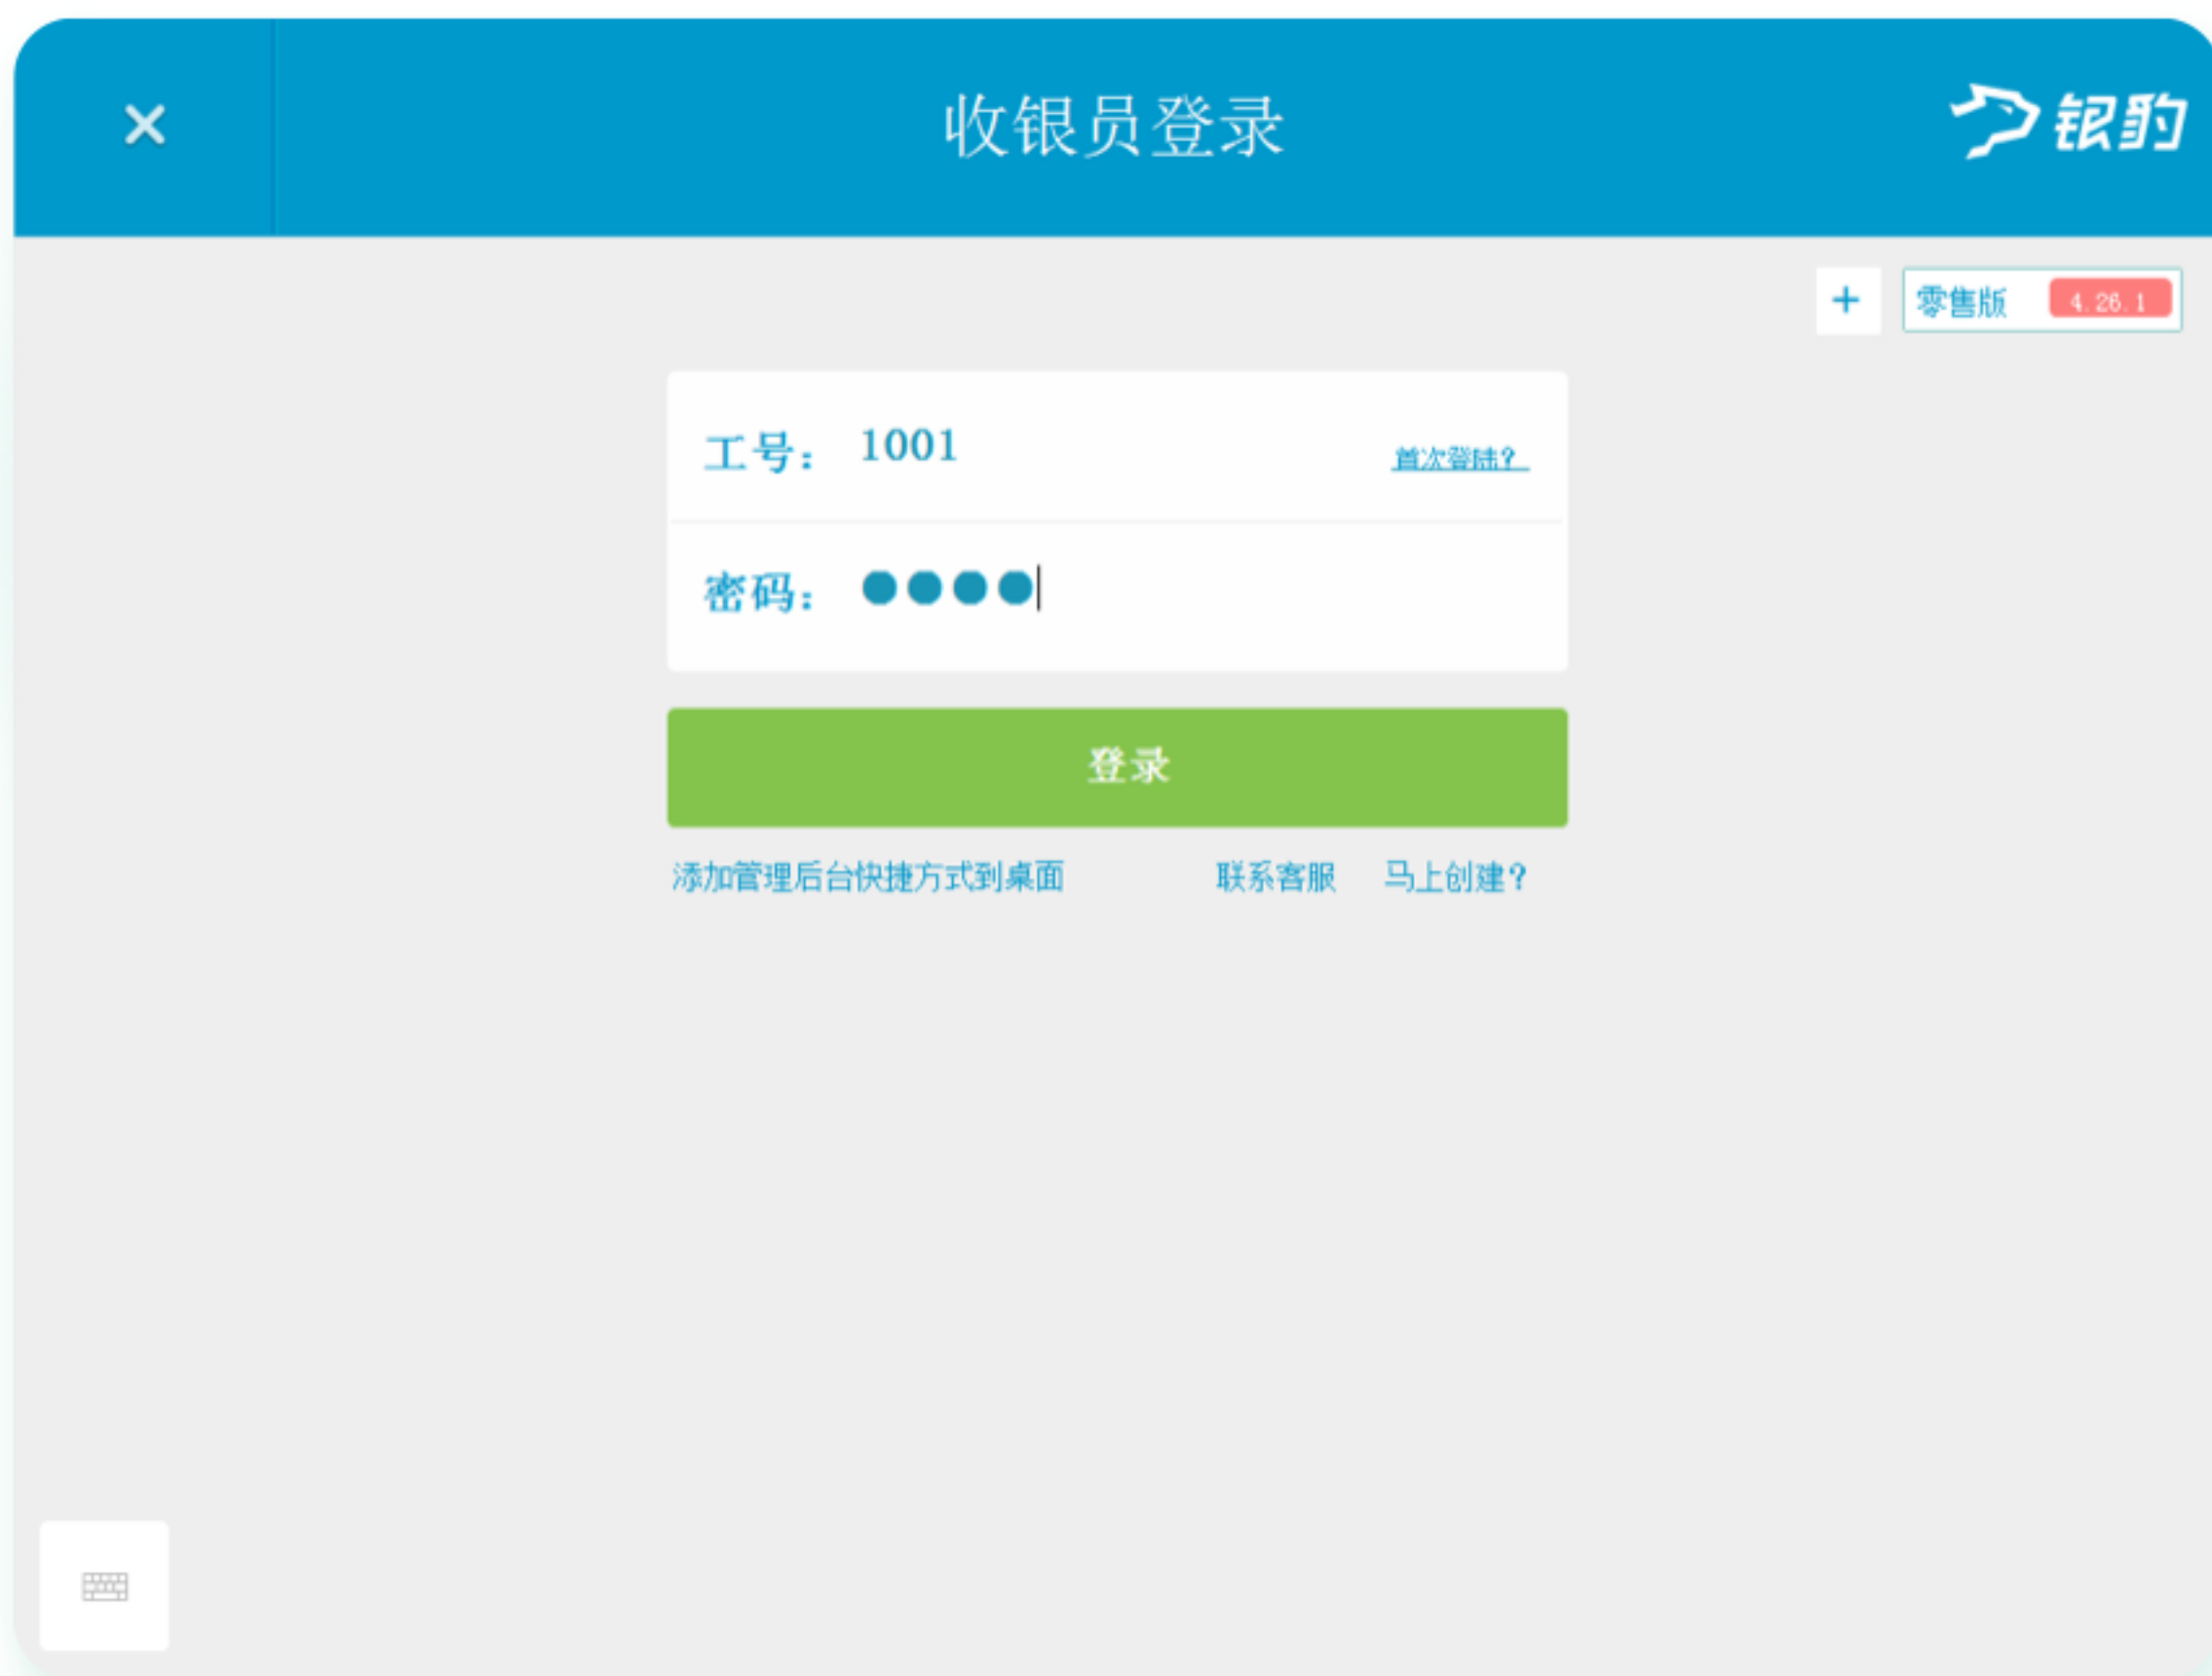 收银员登录
银豹
+ 零售版 4.26.1
工号： 1001 首次登陆？
密码： ●●●●
登录
添加管理后台快捷方式到桌面 联系客服 马上创建？